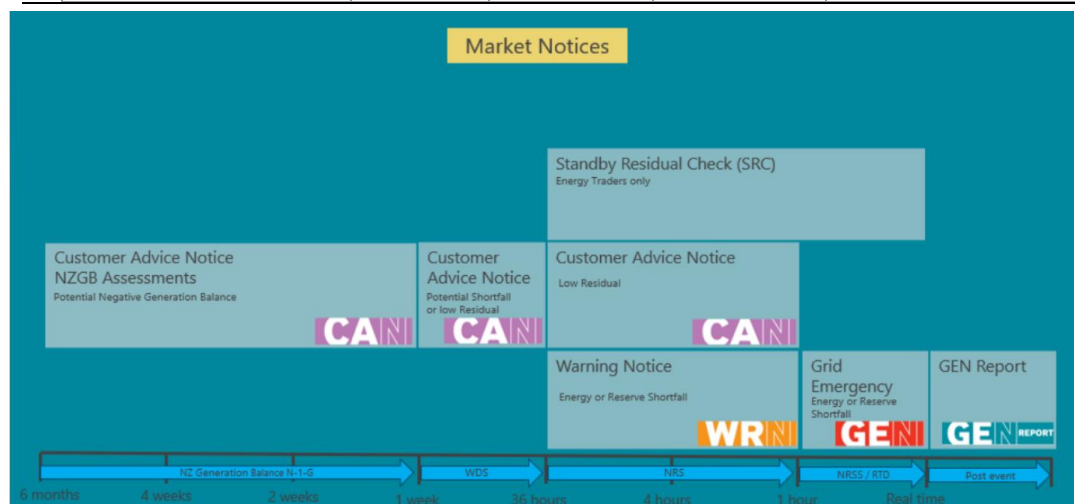 Market Notices
Standby Residual Check (SRC)
Energy Traders only
Customer Advice Notice
NZGB Assessments
Potential Negative Generation Balance
CAN
Customer
Advice Notice
Potential Shortfall
or low Residual
CAN
Customer Advice Notice
Low Residual
CAN
Warning Notice
Energy or Reserve Shortfall
WRN
Grid
Emergency
Energy or Reserve
Shortfall
GEN
GEN Report
GEN REPORT
NZ Generation Balance N-1-G
WDS
NRS
NRSS / RTD
Post event
6 months
4 weeks
2 weeks
1 week
36 hours
4 hours
1 hour
Real time